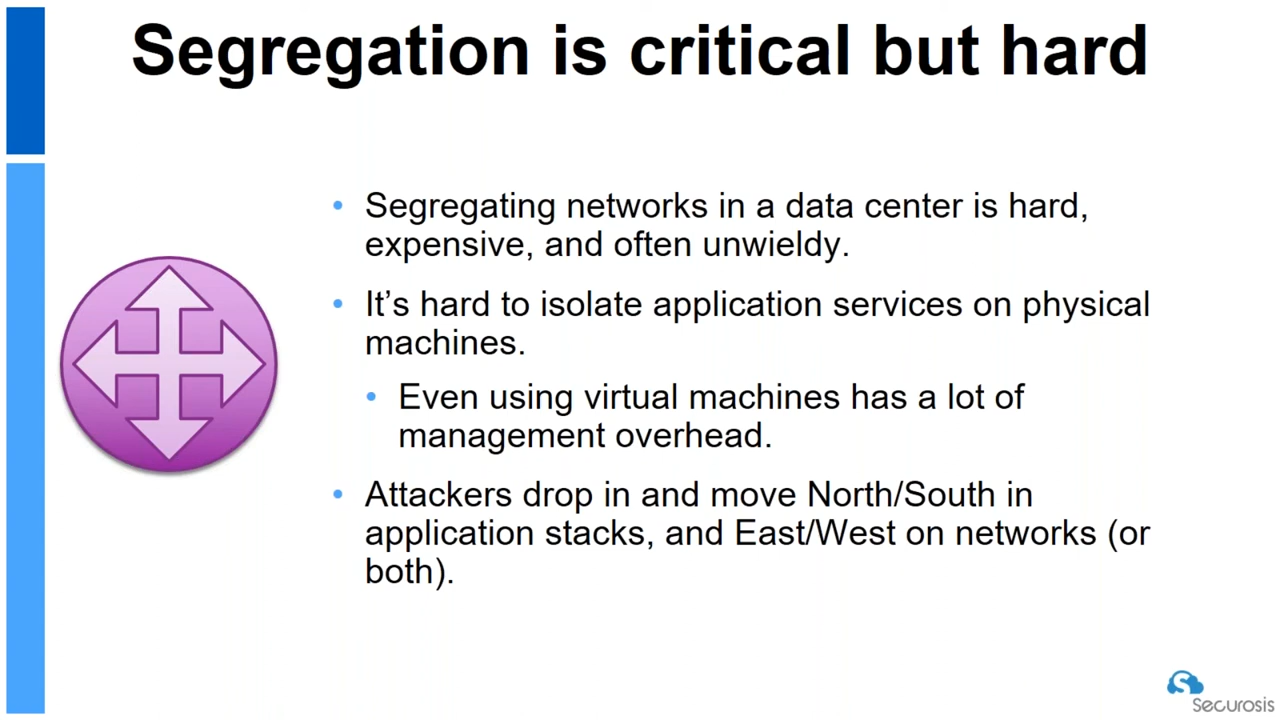 Segregation is critical but hard
• Segregating networks in a data center is hard,
expensive, and often unwieldy.
• It’s hard to isolate application services on physical
machines.
• Even using virtual machines has a lot of
management overhead.
• Attackers drop in and move North/South in
application stacks, and East/West on networks (or
both).
Securosis